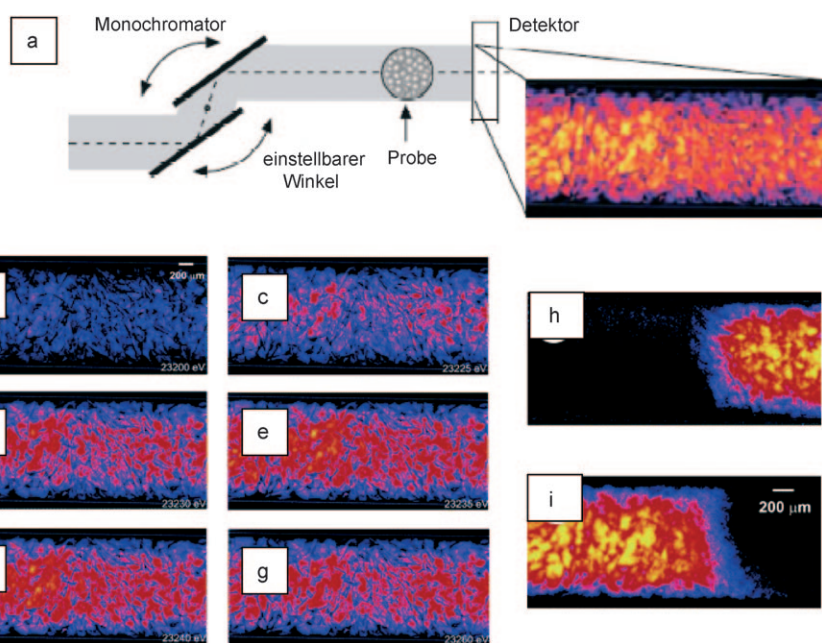 a
Monochromator
Detektor
einstellbarer
Winkel
Probe
200 µm
23200 eV
c
23225 eV
h
23230 eV
e
23235 eV
i
200 µm
23240 eV
g
23260 eV